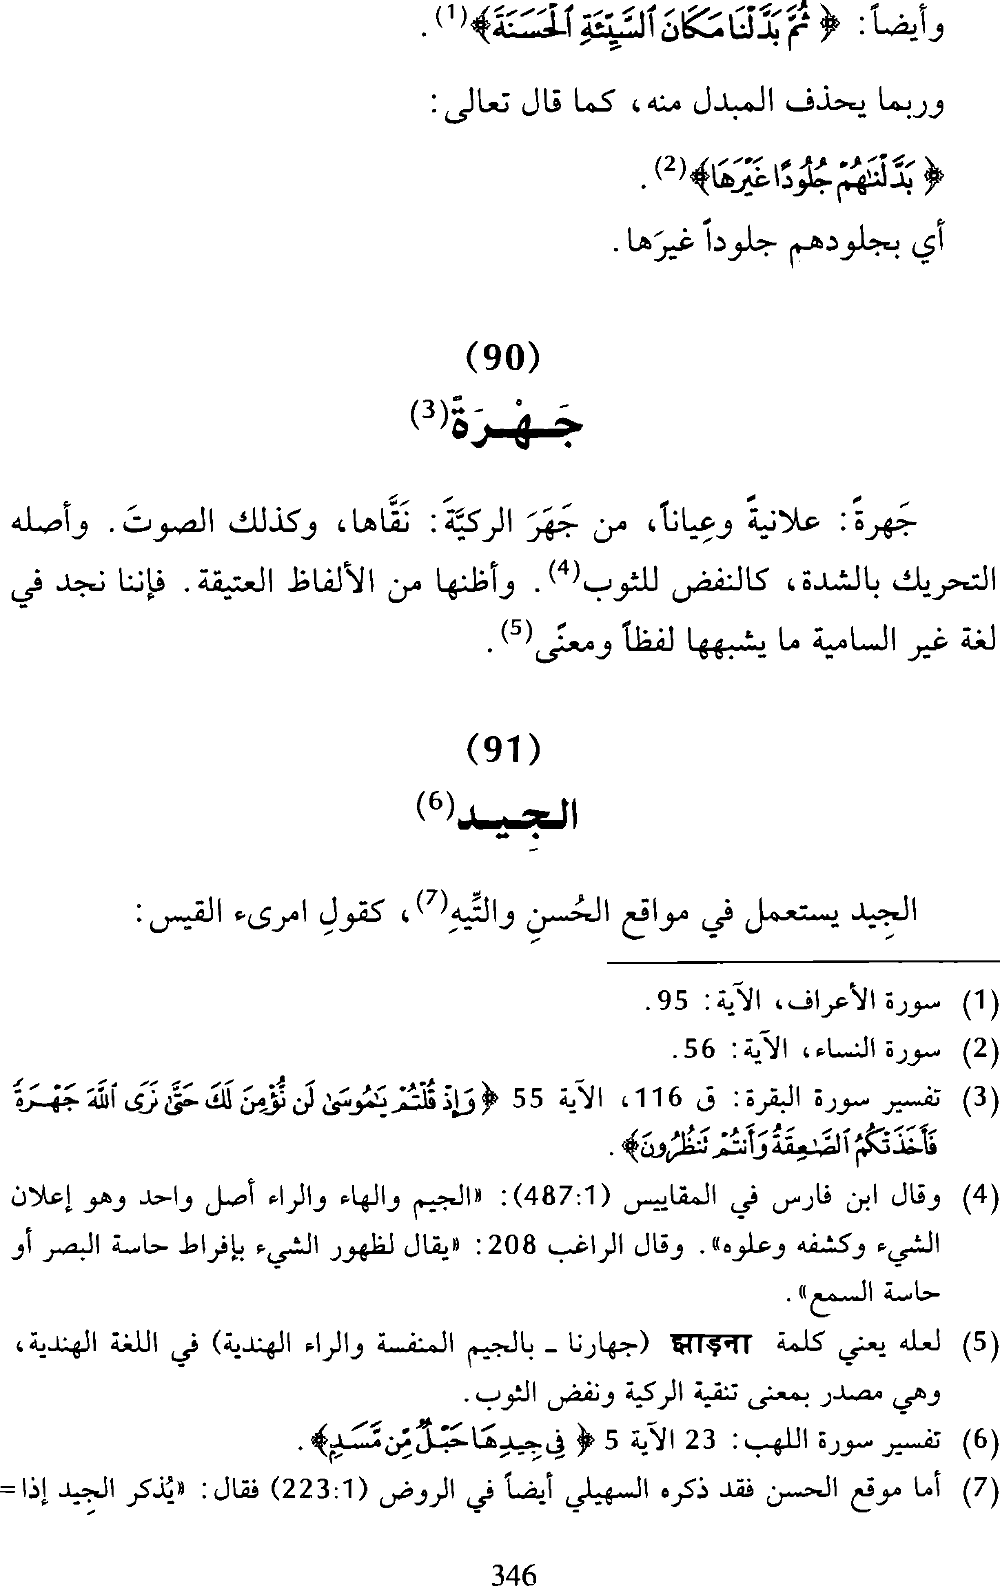 وأيضاً: ﴿ ثُمَّ بَدَّلْنَا مَكَانَ ٱلسَّيِّئَةِ ٱلْحَسَنَةَ﴾(1).
وربما يحذف المبدل منه، كما قال تعالى:
﴿ بَدَّلْنَٰهُمْ جُلُودًا غَيْرَهَا﴾(2).
أي بجلودهم جلوداً غيرَها.
(90)
جَـهْـرَةً(3)
جَهرةً: علانيةً وعِياناً، من جَهَرَ الركيَّةَ: نَقَّاها، وكذلك الصوتَ. وأصله
التحريك بالشدة، كالنفض للثوب(4). وأظنها من الألفاظ العتيقة. فإننا نجد في
لغة غير السامية ما يشبهها لفظاً ومعنًى(5).
(91)
الـجِـيـد(6)
الجِيد يستعمل في مواقع الحُسنِ والتِّيهِ(7)، كقولِ امرىء القيس:
(1) سورة الأعراف، الآية: 95.
(2) سورة النساء، الآية: 56.
(3) تفسير سورة البقرة: ق 116، الآية 55 ﴿ وَإِذْ قُلْتُمْ يَٰمُوسَىٰ لَن نُّؤْمِنَ لَكَ حَتَّىٰ نَرَى ٱللَّهَ جَهْـرَةً
فَأَخَذَتْكُمُ ٱلصَّٰعِقَةُ وَأَنتُمْ تَنظُرُونَ﴾.
(4) وقال ابن فارس في المقاييس (487:1): «الجيم والهاء والراء أصل واحد وهو إعلان
الشيء وكشفه وعلوه». وقال الراغب 208: «يقال لظهور الشيء بإفراط حاسة البصر أو
حاسة السمع».
(5) لعله يعني كلمة झाड़ना (جهارنا - بالجيم المنفسة والراء الهندية) في اللغة الهندية،
وهي مصدر بمعنى تنقية الركية ونفض الثوب.
(6) تفسير سورة اللهب: 23 الآية 5 ﴿ فِى جِيدِهَا حَبْلٌ مِّن مَّسَدٍۭ﴾.
(7) أما موقع الحسن فقد ذكره السهيلي أيضاً في الروض (223:1) فقال: «يُذكر الجِيد إذا =
346